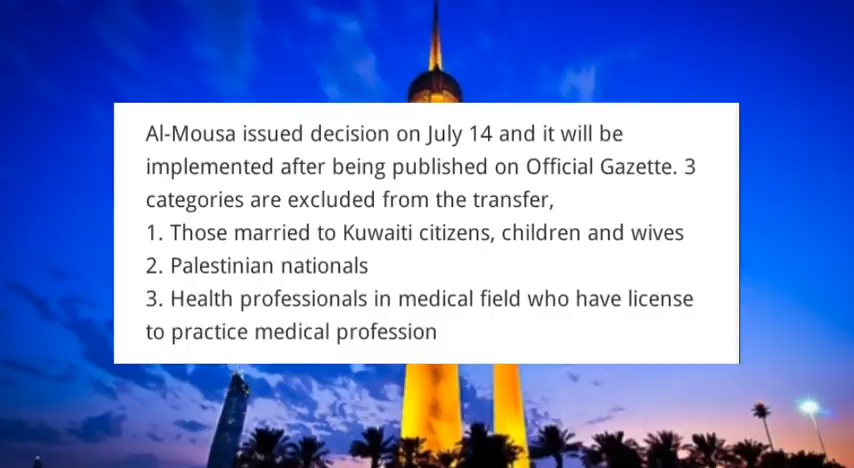 Al-Mousa issued decision on July 14 and it will be
implemented after being published on Official Gazette. 3
categories are excluded from the transfer,
1. Those married to Kuwaiti citizens, children and wives
2. Palestinian nationals
3. Health professionals in medical field who have license
to practice medical profession